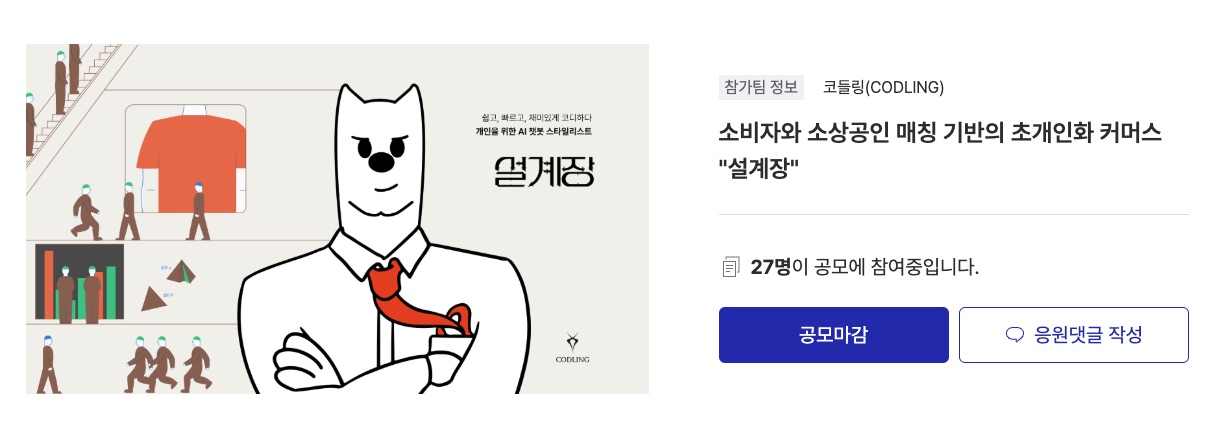 쉽고, 빠르고, 재미있게 코디하다
개인을 위한 AI 챗봇 스타일리스트
설계장
CODLING
참가팀 정보 코들링(CODLING)
소비자와 소상공인 매칭 기반의 초개인화 커머스
"설계장"
27명이 공모에 참여중입니다.
공모마감
응원댓글 작성